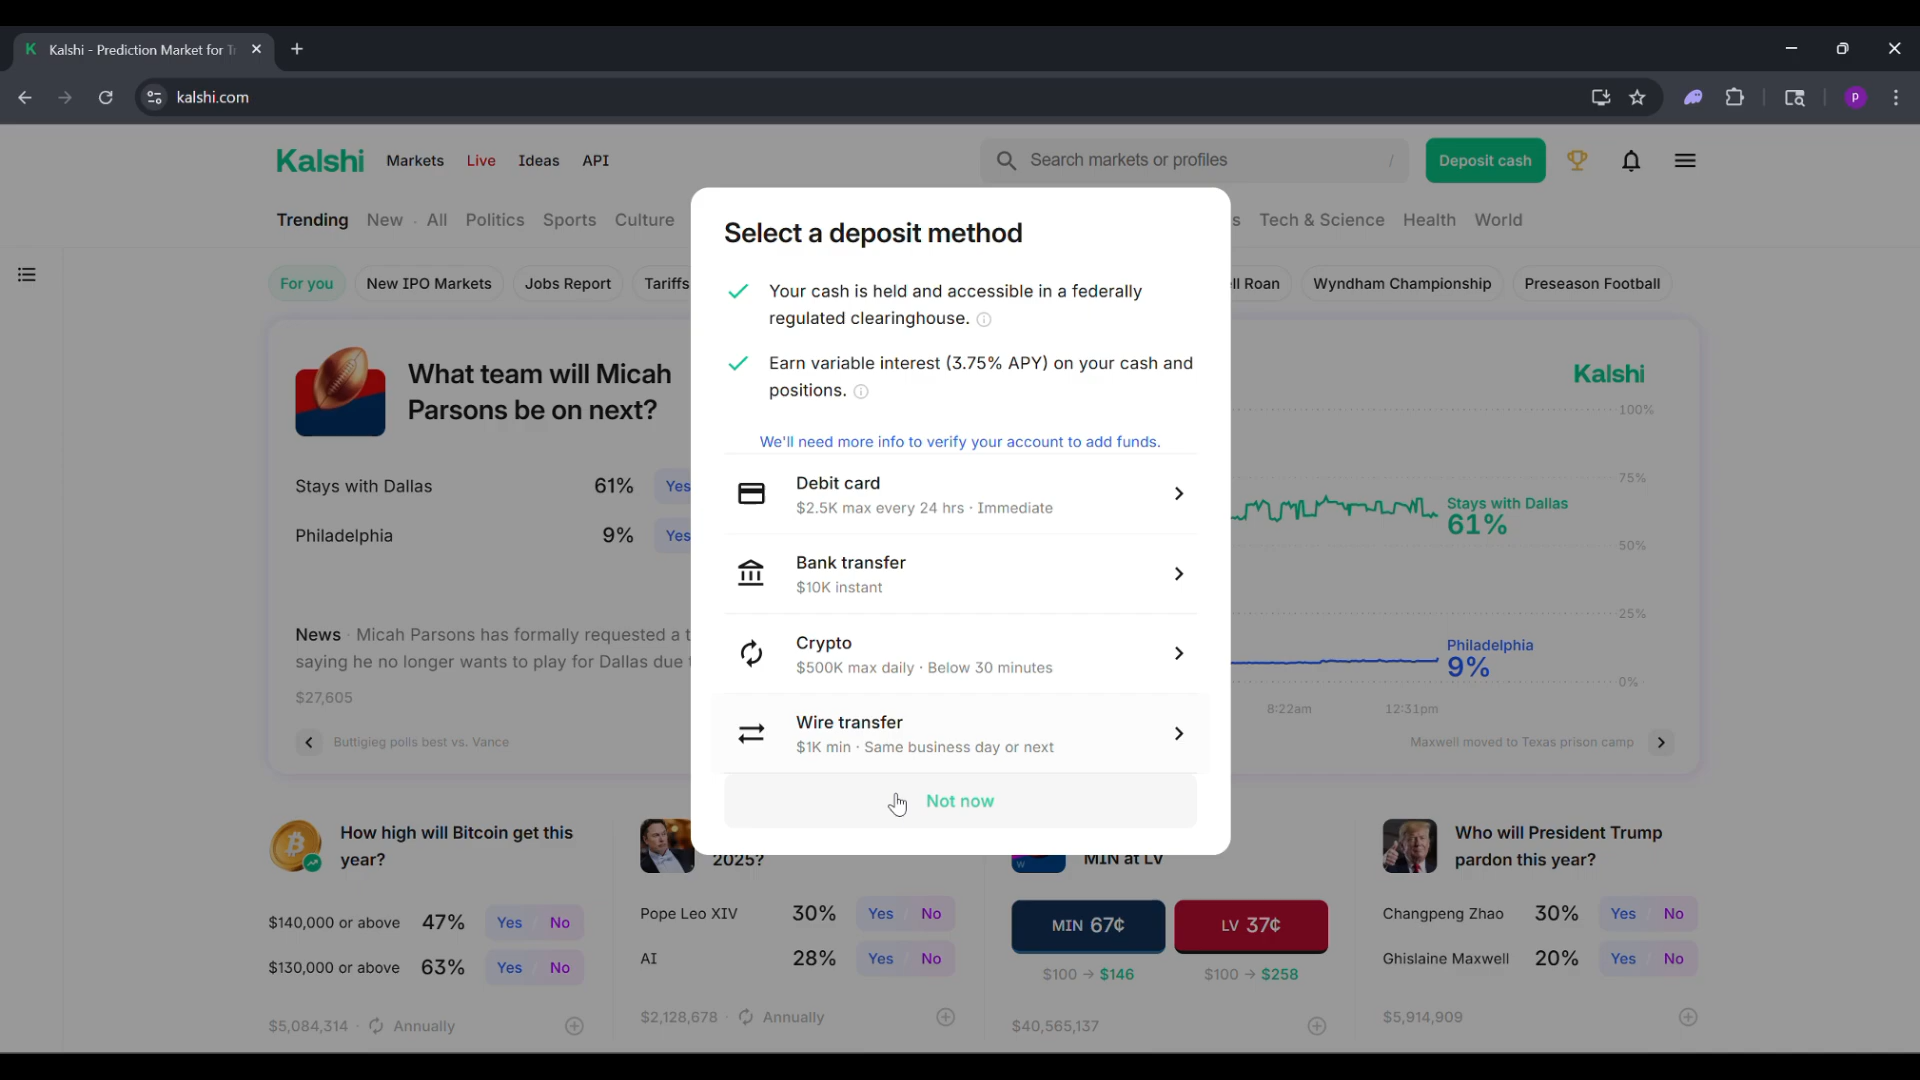 Kalshi - Prediction Market for Tr
kalshi.com
P
Kalshi
Markets
Live
Ideas
API
Search markets or profiles
/
Deposit cash
Trending
New
All
Politics
Sports
Culture
Tech & Science
Health
World
For you
New IPO Markets
Jobs Report
Tariffs
ll Roan
Wyndham Championship
Preseason Football
Select a deposit method
Your cash is held and accessible in a federally
regulated clearinghouse.
Earn variable interest (3.75% APY) on your cash and
positions.
We'll need more info to verify your account to add funds.
Debit card
$2.5K max every 24 hrs · Immediate
Bank transfer
$10K instant
Crypto
$500K max daily · Below 30 minutes
Wire transfer
$1K min · Same business day or next
Not now
What team will Micah
Parsons be on next?
Stays with Dallas 61% Yes
Philadelphia 9% Yes
News · Micah Parsons has formally requested a t
saying he no longer wants to play for Dallas due
$27,605
Buttigieg polls best vs. Vance
Kalshi
100%
75%
Stays with Dallas
61%
50%
25%
Philadelphia
9%
0%
8:22am
12:31pm
Maxwell moved to Texas prison camp
How high will Bitcoin get this
year?
$140,000 or above 47% Yes No
$130,000 or above 63% Yes No
$5,084,314 · Annually
2025?
Pope Leo XIV 30% Yes No
AI 28% Yes No
$2,128,678 · Annually
W
MIN at LV
MIN 67¢
LV 37¢
$100 → $146
$100 → $258
$40,565,137
Who will President Trump
pardon this year?
Changpeng Zhao 30% Yes No
Ghislaine Maxwell 20% Yes No
$5,914,909